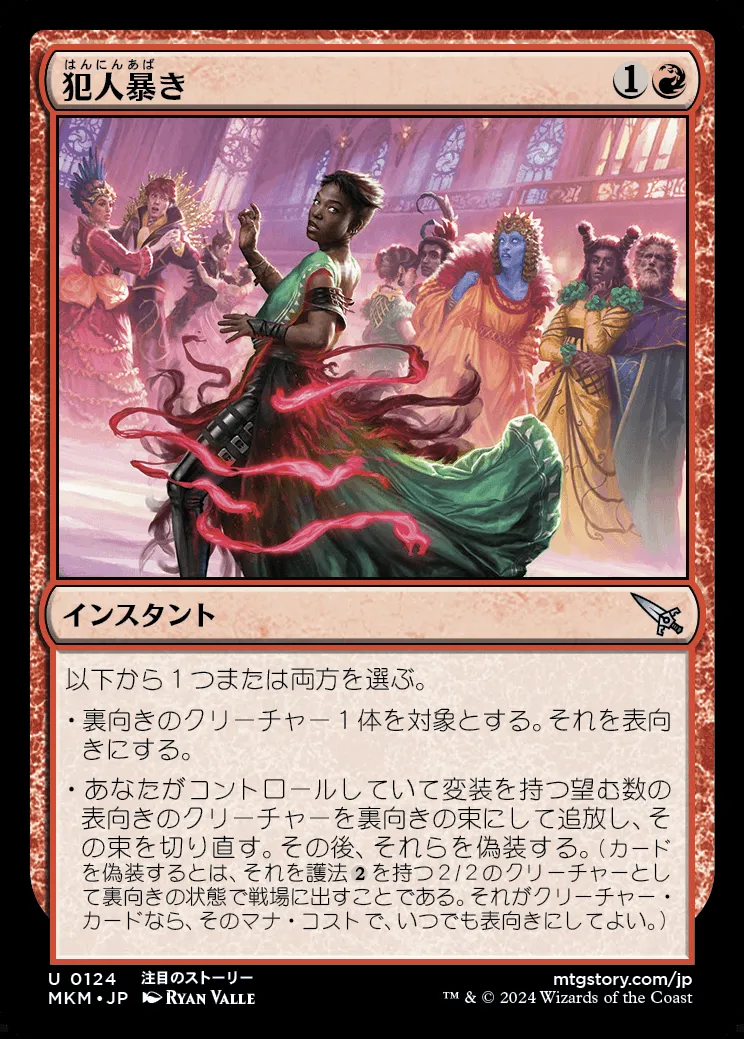 はんにんあば
犯人暴き
1
インスタント
以下から1つまたは両方を選ぶ。
・裏向きのクリーチャー1体を対象とする。それを表向
きにする。
・あなたがコントロールしていて変装を持つ望む数の
表向きのクリーチャーを裏向きの束にして追放し、そ
の束を切り直す。その後、それらを偽装する。（カード
を偽装するとは、それを護法2を持つ2/2のクリーチャーとし
て裏向きの状態で戦場に出すことである。それがクリーチャー・
カードなら、そのマナ・コストで、いつでも表向きにしてよい。）
U 0124 注目のストーリー mtgstory.com/jp
MKM・JP RYAN VALLE ™ & © 2024 Wizards of the Coast